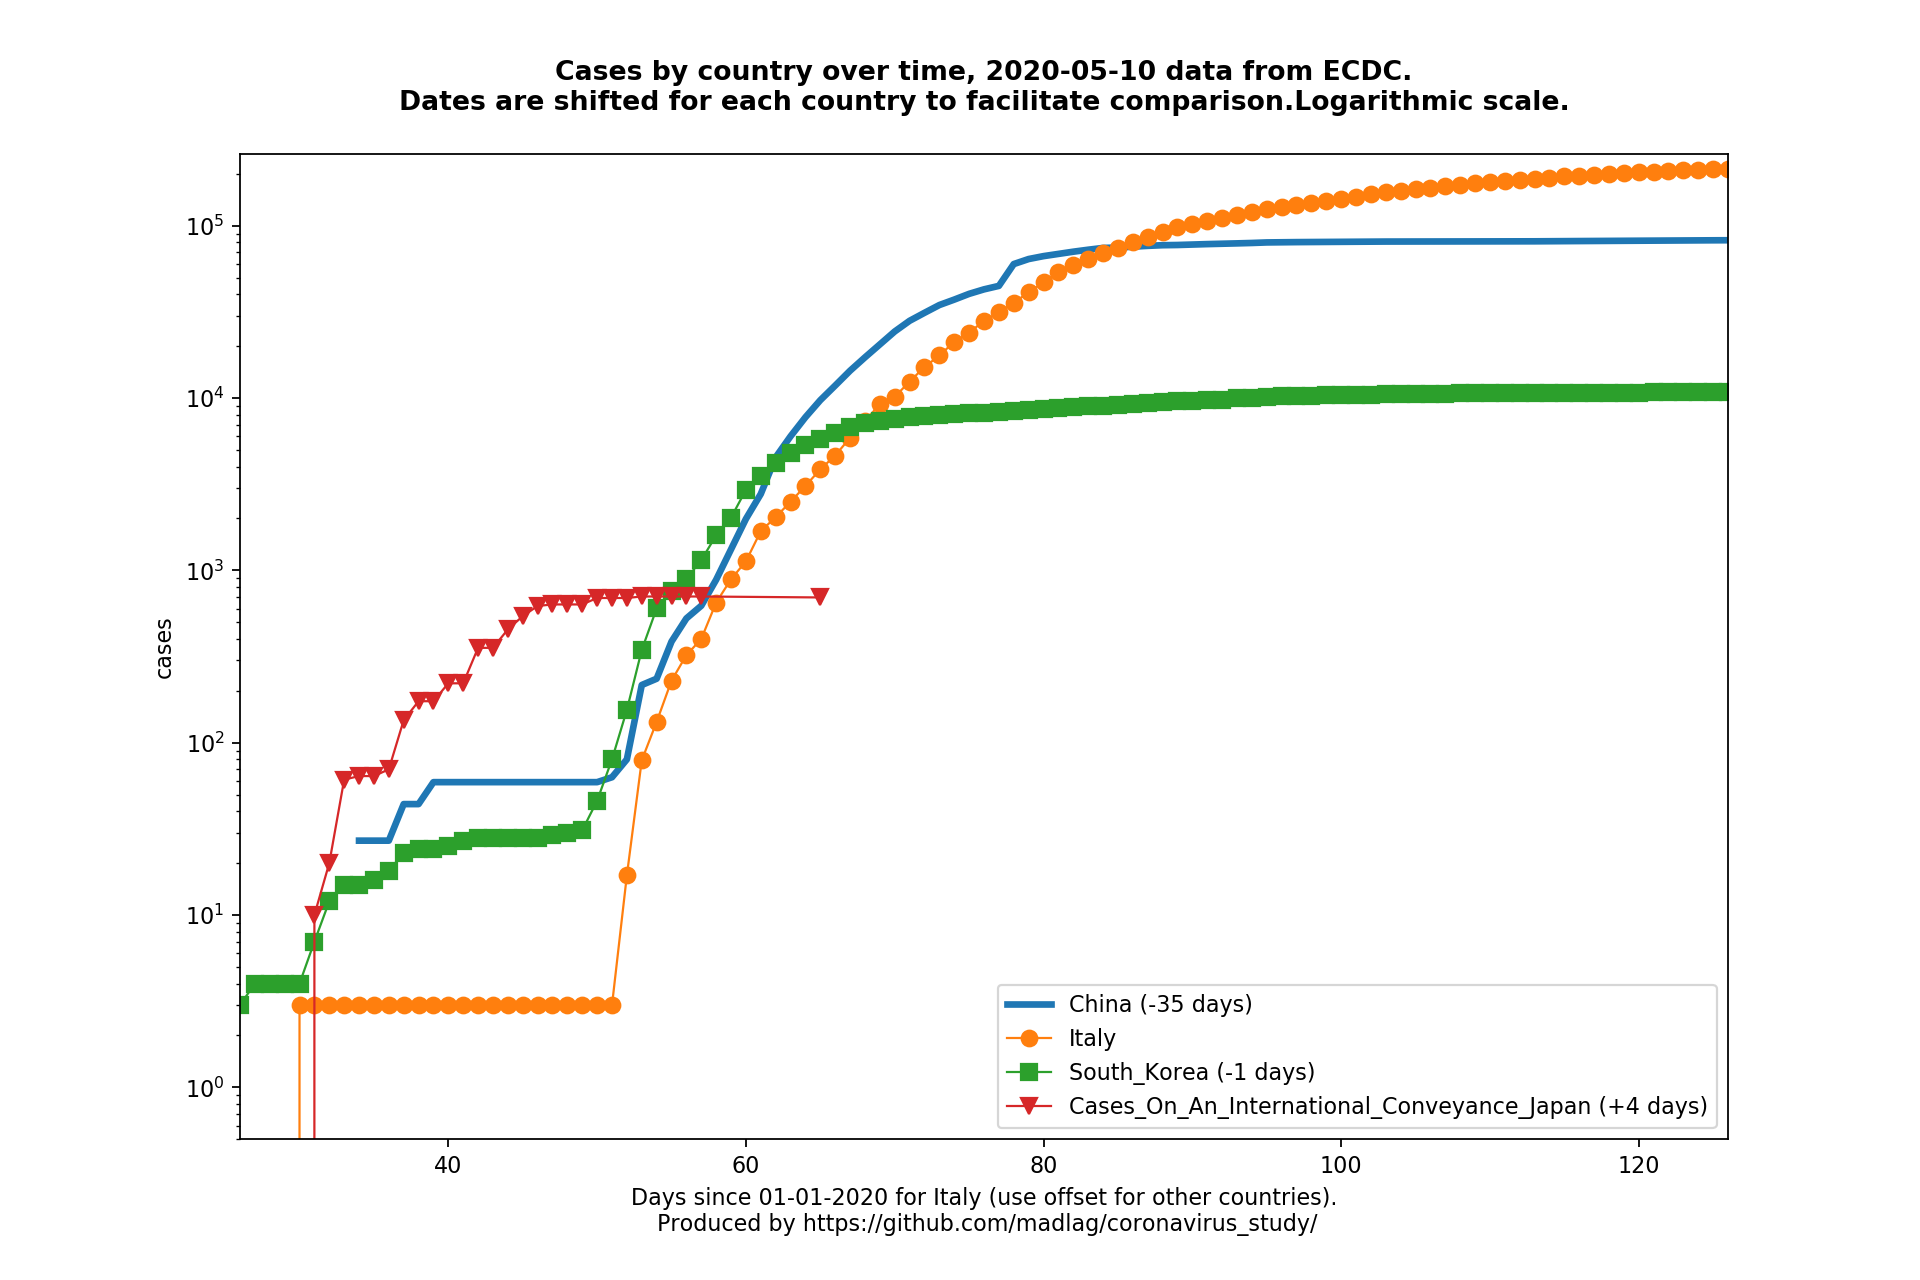 Cases by country over time, 2020-05-10 data from ECDC.
Dates are shifted for each country to facilitate comparison.Logarithmic scale.
cases
10^5
10^4
10^3
10^2
10^1
10^0
40 60 80 100 120
China (-35 days)
Italy
South_Korea (-1 days)
Cases_On_An_International_Conveyance_Japan (+4 days)
Days since 01-01-2020 for Italy (use offset for other countries).
Produced by https://github.com/madlag/coronavirus_study/